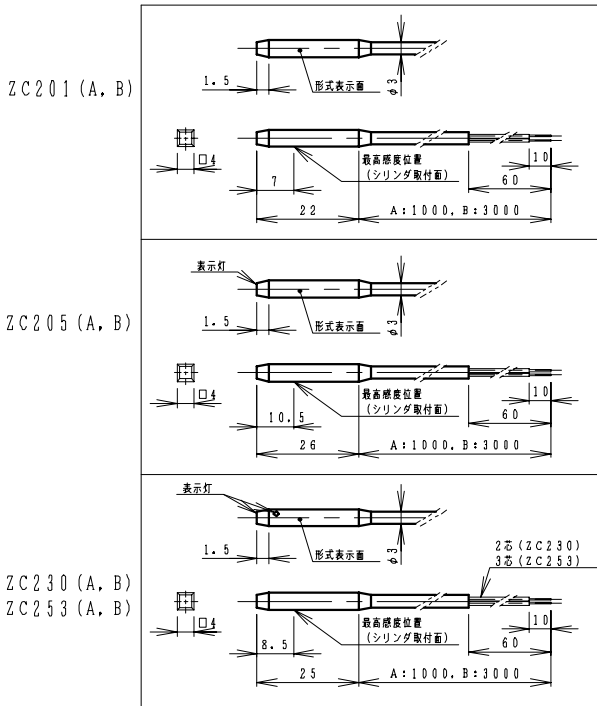 ZC201(A, B)
1.5
形式表示面
φ3
□4
最高感度位置
(シリンダ取付面)
7
10
60
22
A:1000, B:3000
ZC205(A, B)
表示灯
1.5
形式表示面
φ3
□4
最高感度位置
(シリンダ取付面)
10.5
10
60
26
A:1000, B:3000
ZC230(A, B)
ZC253(A, B)
表示灯
1.5
形式表示面
φ3
2芯(ZC230)
3芯(ZC253)
□4
最高感度位置
(シリンダ取付面)
8.5
10
60
25
A:1000, B:3000